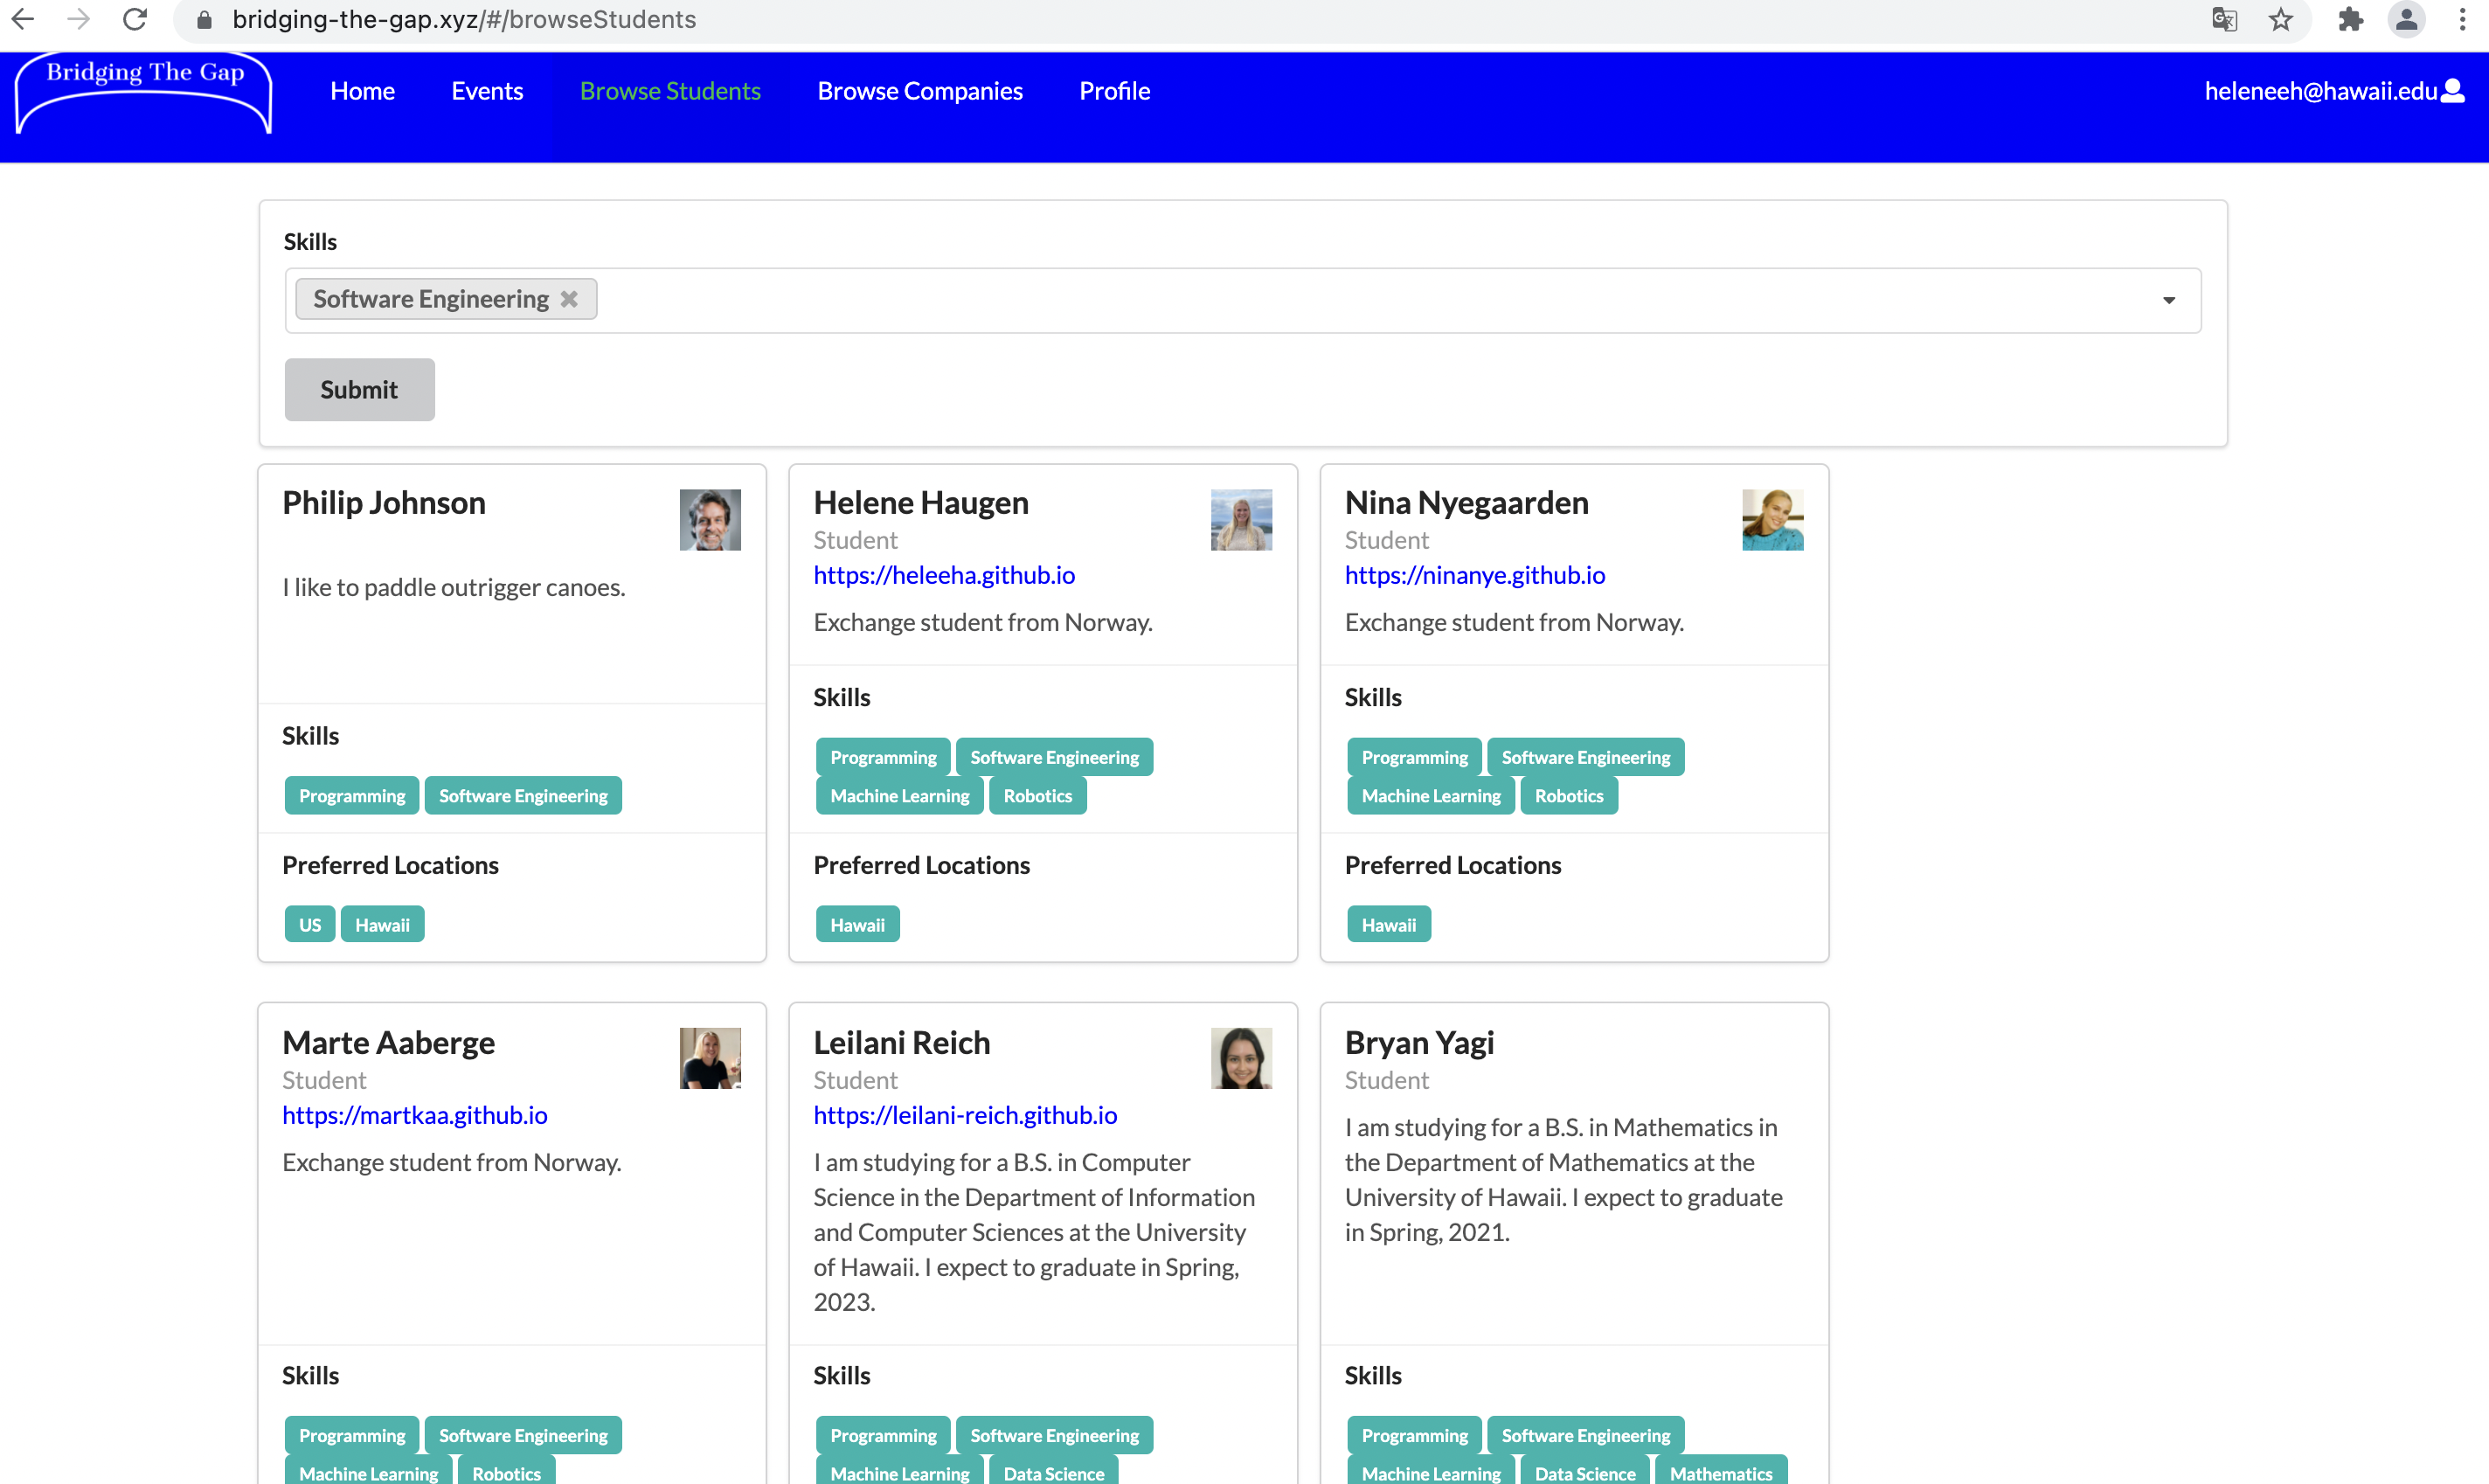 bridging-the-gap.xyz/#/browseStudents
Bridging The Gap
Home
Events
Browse Students
Browse Companies
Profile
heleneeh@hawaii.edu
Skills
Software Engineering
Submit
Philip Johnson
I like to paddle outrigger canoes.
Skills
Programming
Software Engineering
Preferred Locations
US
Hawaii
Helene Haugen
Student
https://heleeha.github.io
Exchange student from Norway.
Skills
Programming
Software Engineering
Machine Learning
Robotics
Preferred Locations
Hawaii
Nina Nyegaarden
Student
https://ninanye.github.io
Exchange student from Norway.
Skills
Programming
Software Engineering
Machine Learning
Robotics
Preferred Locations
Hawaii
Marte Aaberge
Student
https://martkaa.github.io
Exchange student from Norway.
Skills
Programming
Software Engineering
Machine Learning
Robotics
Leilani Reich
Student
https://leilani-reich.github.io
I am studying for a B.S. in Computer
Science in the Department of Information
and Computer Sciences at the University
of Hawaii. I expect to graduate in Spring,
2023.
Skills
Programming
Software Engineering
Machine Learning
Data Science
Bryan Yagi
Student
I am studying for a B.S. in Mathematics in
the Department of Mathematics at the
University of Hawaii. I expect to graduate
in Spring, 2021.
Skills
Programming
Software Engineering
Machine Learning
Data Science
Mathematics